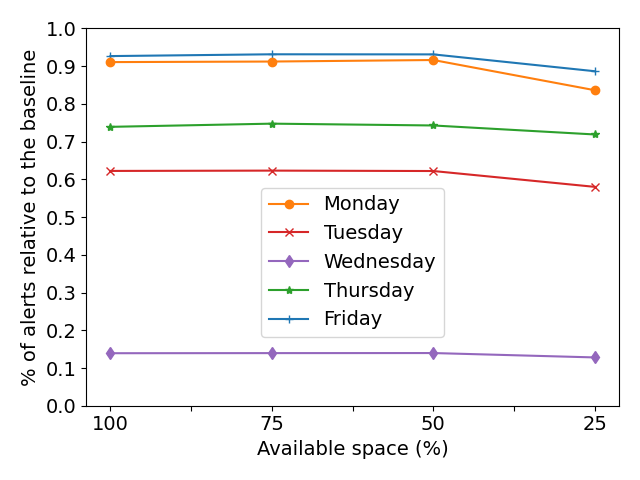 % of alerts relative to the baseline
1.0
0.9
0.8
0.7
0.6
0.5
0.4
0.3
0.2
0.1
0.0
Monday
Tuesday
Wednesday
Thursday
Friday
100 75 50 25
Available space (%)